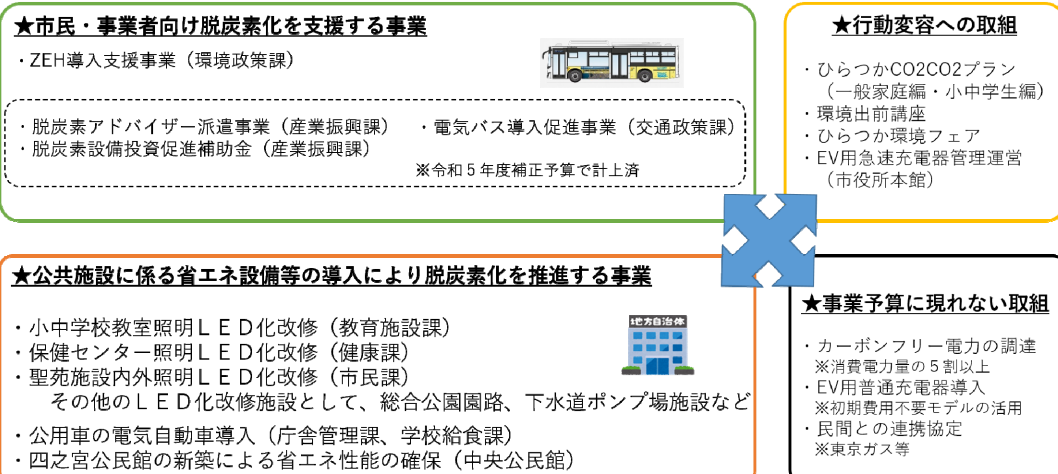 ★市民・事業者向け脱炭素化を支援する事業
・ZEH導入支援事業（環境政策課）
・脱炭素アドバイザー派遣事業（産業振興課）
・電気バス導入促進事業（交通政策課）
・脱炭素設備投資促進補助金（産業振興課）
※令和５年度補正予算で計上済
★行動変容への取組
・ひらつかCO2CO2プラン
（一般家庭編・小中学生編）
・環境出前講座
・ひらつか環境フェア
・EV用急速充電器管理運営
（市役所本館）
★公共施設に係る省エネ設備等の導入により脱炭素化を推進する事業
・小中学校教室照明ＬＥＤ化改修（教育施設課）
・保健センター照明ＬＥＤ化改修（健康課）
・聖苑施設内外照明ＬＥＤ化改修（市民課）
その他のＬＥＤ化改修施設として、総合公園園路、下水道ポンプ場施設など
・公用車の電気自動車導入（庁舎管理課、学校給食課）
・四之宮公民館の新築による省エネ性能の確保（中央公民館）
地方自治体
★事業予算に現れない取組
・カーボンフリー電力の調達
※消費電力量の５割以上
・EV用普通充電器導入
※初期費用不要モデルの活用
・民間との連携協定
※東京ガス等